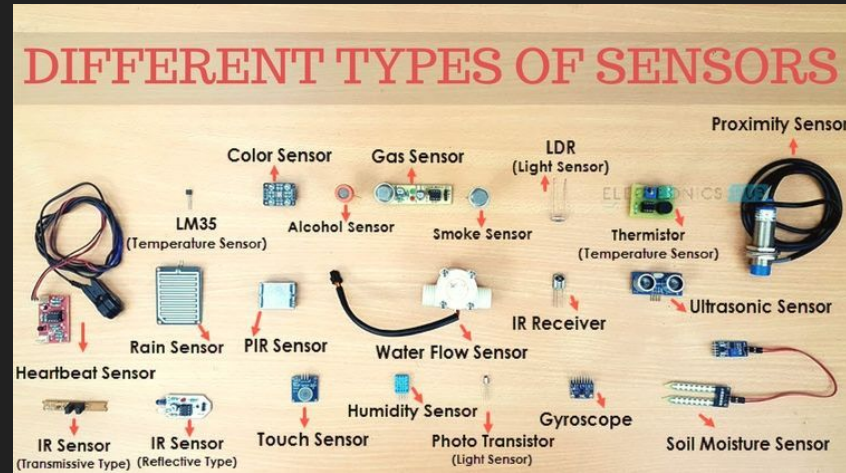 DIFFERENT TYPES OF SENSORS
Proximity Sensor
Color Sensor
Gas Sensor
LDR
(Light Sensor)
ELECTRONICS HUB
LM35
(Temperature Sensor)
Alcohol Sensor
Smoke Sensor
Thermistor
(Temperature Sensor)
Rain Sensor
PIR Sensor
Water Flow Sensor
IR Receiver
Ultrasonic Sensor
Heartbeat Sensor
IR Sensor
(Transmissive Type)
IR Sensor
(Reflective Type)
Touch Sensor
Humidity Sensor
Photo Transistor
(Light Sensor)
Gyroscope
Soil Moisture Sensor